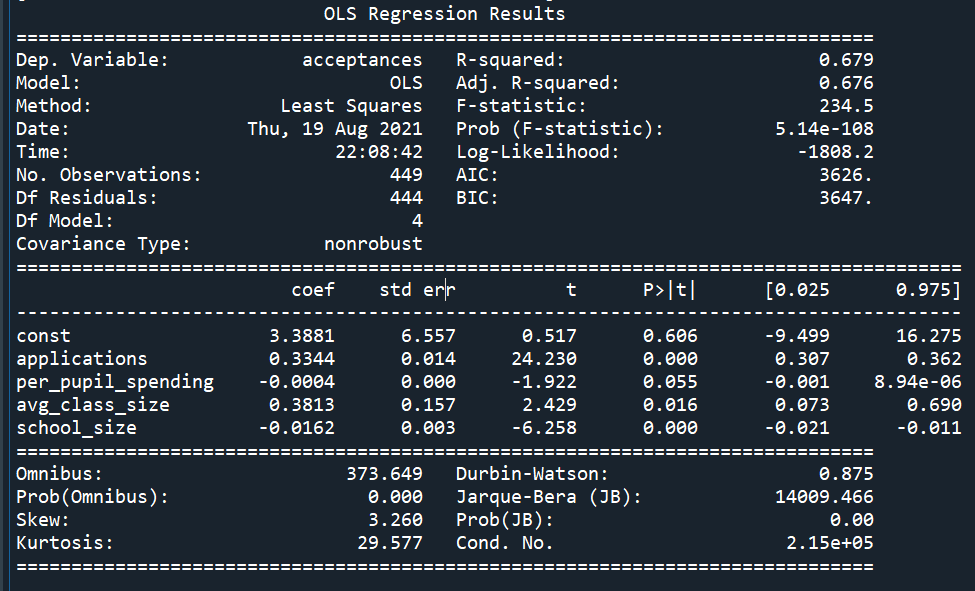 OLS Regression Results
==============================================================================
Dep. Variable:            acceptances   R-squared:                       0.679
Model:                            OLS   Adj. R-squared:                  0.676
Method:                 Least Squares   F-statistic:                     234.5
Date:                Thu, 19 Aug 2021   Prob (F-statistic):          5.14e-108
Time:                        22:08:42   Log-Likelihood:                -1808.2
No. Observations:                 449   AIC:                             3626.
Df Residuals:                     444   BIC:                             3647.
Df Model:                           4
Covariance Type:            nonrobust
======================================================================================
                         coef    std err          t      P>|t|      [0.025      0.975]
--------------------------------------------------------------------------------------
const                  3.3881      6.557      0.517      0.606      -9.499      16.275
applications           0.3344      0.014     24.230      0.000       0.307       0.362
per_pupil_spending    -0.0004      0.000     -1.922      0.055      -0.001    8.94e-06
avg_class_size         0.3813      0.157      2.429      0.016       0.073       0.690
school_size           -0.0162      0.003     -6.258      0.000      -0.021      -0.011
==============================================================================
Omnibus:                      373.649   Durbin-Watson:                   0.875
Prob(Omnibus):                  0.000   Jarque-Bera (JB):            14009.466
Skew:                           3.260   Prob(JB):                         0.00
Kurtosis:                      29.577   Cond. No.                     2.15e+05
==============================================================================